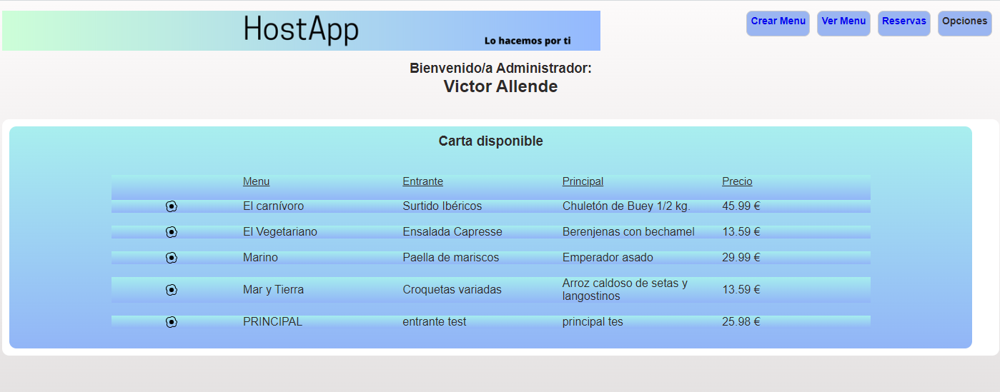 HostApp
Lo hacemos por ti
Crear Menu Ver Menu Reservas Opciones
Bienvenido/a Administrador:
Victor Allende
Carta disponible
Menu Entrante Principal Precio
El carnívoro Surtido Ibéricos Chuletón de Buey 1/2 kg. 45.99 €
El Vegetariano Ensalada Capresse Berenjenas con bechamel 13.59 €
Marino Paella de mariscos Emperador asado 29.99 €
Mar y Tierra Croquetas variadas Arroz caldoso de setas y
langostinos 13.59 €
PRINCIPAL entrante test principal tes 25.98 €